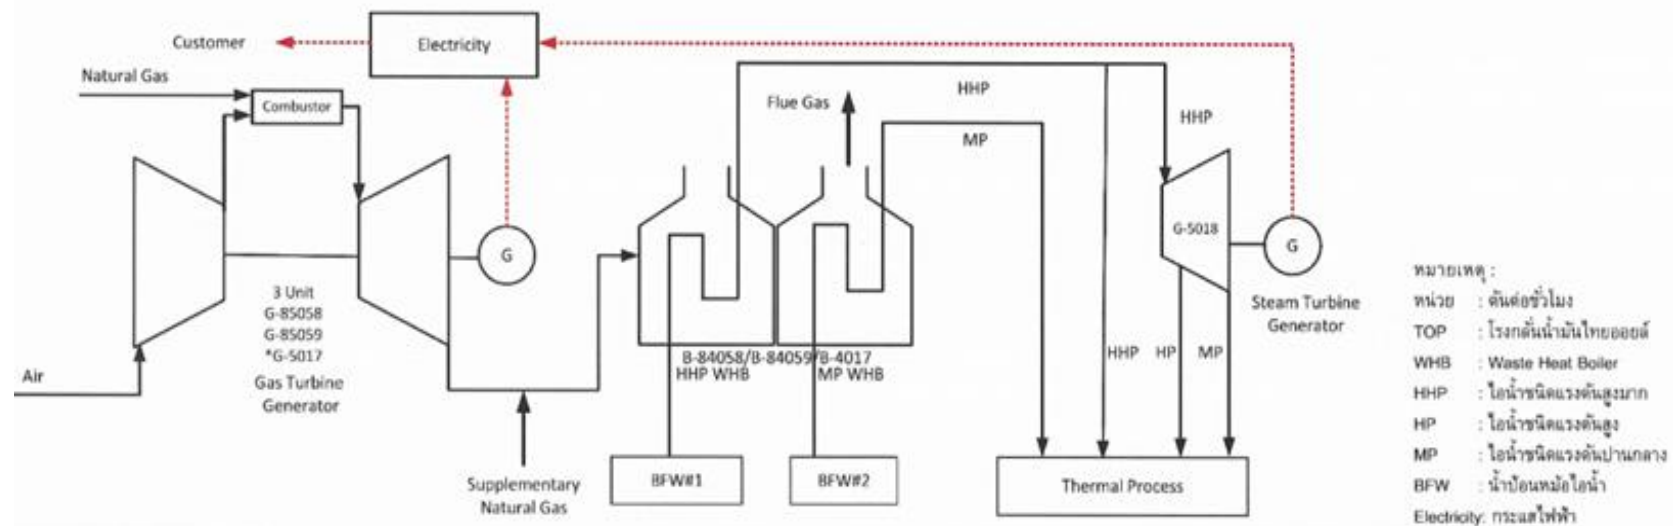 Customer
Electricity
Natural Gas
Combustor
Flue Gas
HHP
MP
HHP
G-5018
G
G
3 Unit
G-85058
G-85059
*G-5017
Gas Turbine
Generator
Air
Steam Turbine
Generator
B-84058/B-84059/B-4017
HHP WHB
MP WHB
HHP
HP
MP
Supplementary
Natural Gas
BFW#1
BFW#2
Thermal Process
หมายเหตุ :
หน่วย : ตันต่อชั่วโมง
TOP : โรงกลั่นน้ำมันไทยออยล์
WHB : Waste Heat Boiler
HHP : ไอน้ำชนิดแรงดันสูงมาก
HP : ไอน้ำชนิดแรงดันสูง
MP : ไอน้ำชนิดแรงดันปานกลาง
BFW : น้ำป้อนหม้อไอน้ำ
Electricity: กระแสไฟฟ้า